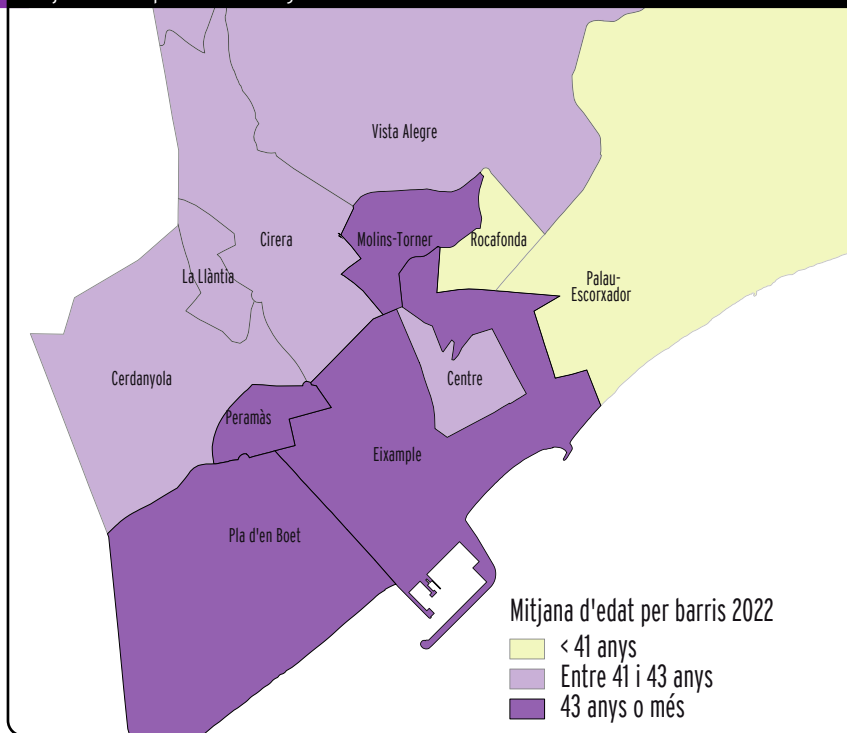 Vista Alegre
Cirera
Molins-Torner
Rocafonda
La Llàntia
Palau-
Escorxador
Cerdanyola
Centre
Peramàs
Eixample
Pla d'en Boet
Mitjana d'edat per barris 2022
< 41 anys
Entre 41 i 43 anys
43 anys o més